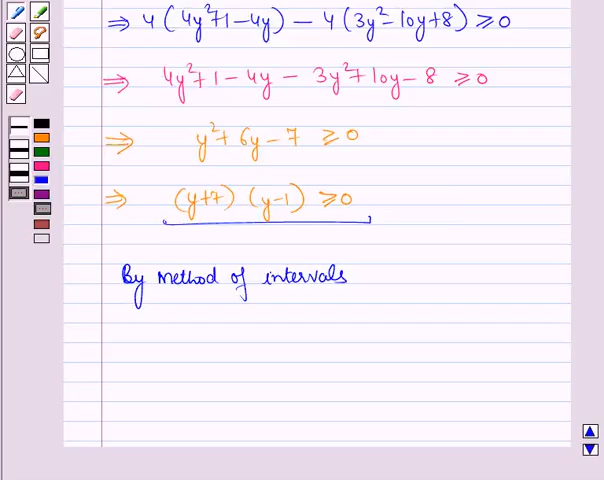 ⇒ 4 (4y²+1-4y) - 4 (3y²-10y+8) ≥ 0
⇒ 4y²+1-4y - 3y²+10y-8 ≥ 0
⇒ y²+6y-7 ≥ 0
⇒ (y+7) (y-1) ≥ 0
By method of intervals